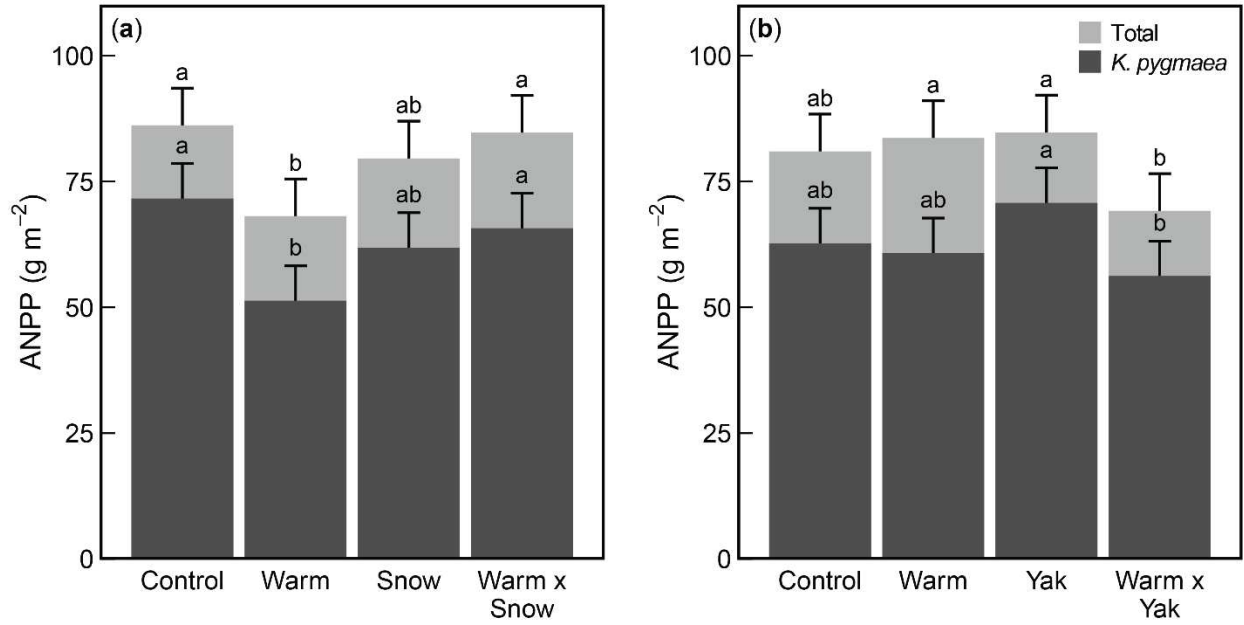 (a)
ANPP (g m⁻²)
100
75
50
25
0
a
a
b
b
ab
ab
a
a
Control
Warm
Snow
Warm x
Snow
(b)
Total
K. pygmaea
ANPP (g m⁻²)
100
75
50
25
0
ab
ab
a
ab
a
a
b
b
Control
Warm
Yak
Warm x
Yak